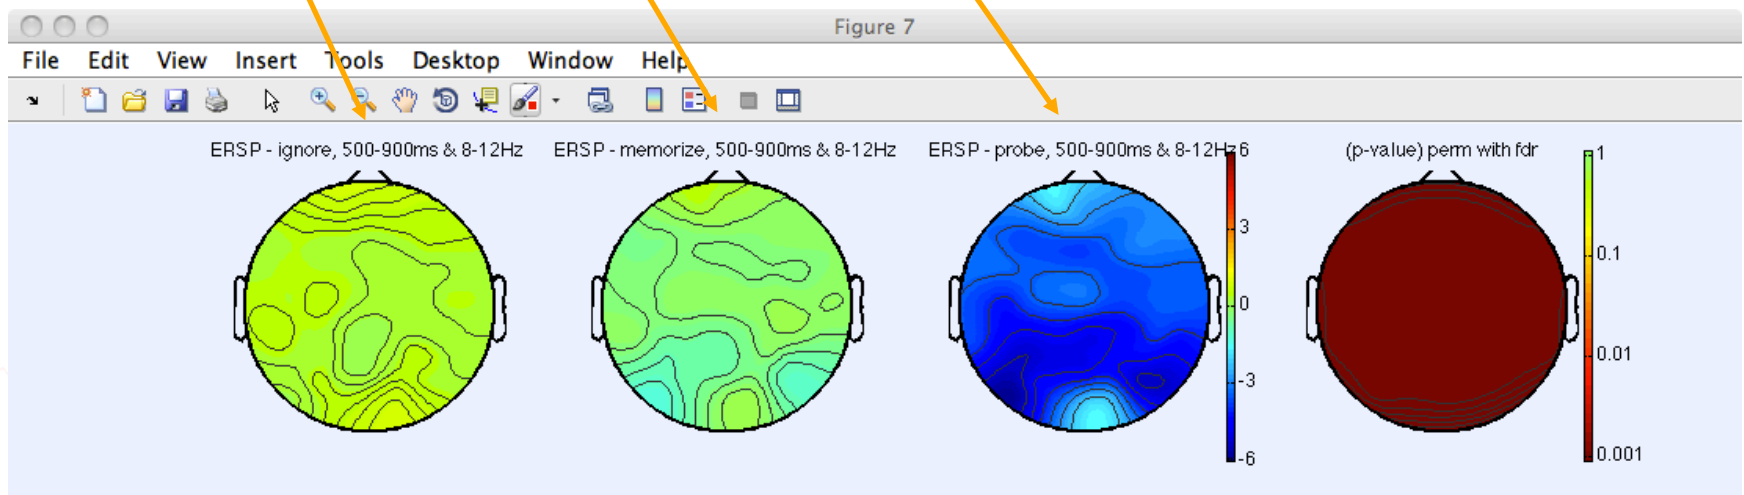 Figure 7
File Edit View Insert Tools Desktop Window Help
ERSP - ignore, 500-900ms & 8-12Hz
ERSP - memorize, 500-900ms & 8-12Hz
ERSP - probe, 500-900ms & 8-12Hz
6
3
0
-3
-6
(p-value) perm with fdr
1
0.1
0.01
0.001